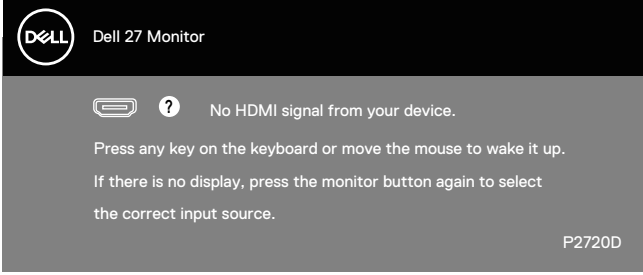 DELL
Dell 27 Monitor
? No HDMI signal from your device.
Press any key on the keyboard or move the mouse to wake it up.
If there is no display, press the monitor button again to select
the correct input source.
P2720D